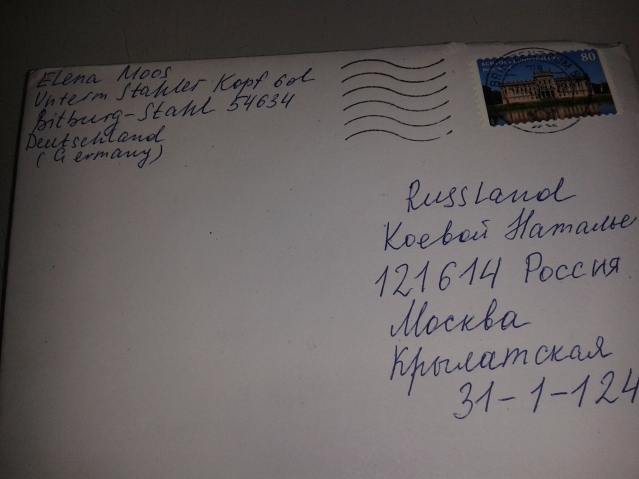 Elena Moos
Unterm Stahler Kopf 6d
Bitburg-Stahl 54634
Deutschland
(Germany)
80
Russland
Коевой Наталье
121614 Россия
Москва
Крылатская
31-1-124